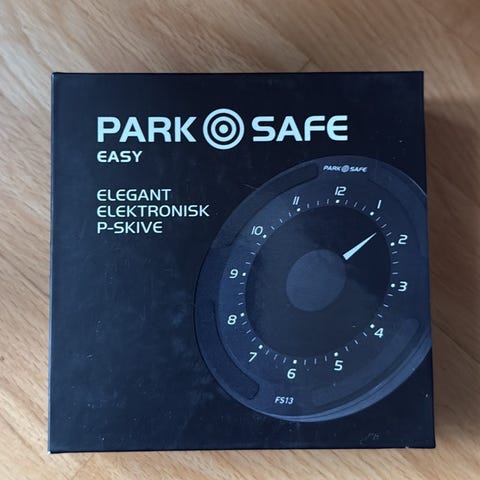 PARK SAFE
EASY
ELEGANT
ELEKTRONISK
P-SKIVE
PARK SAFE
12
1
2
3
4
5
6
7
8
9
10
11
FS13